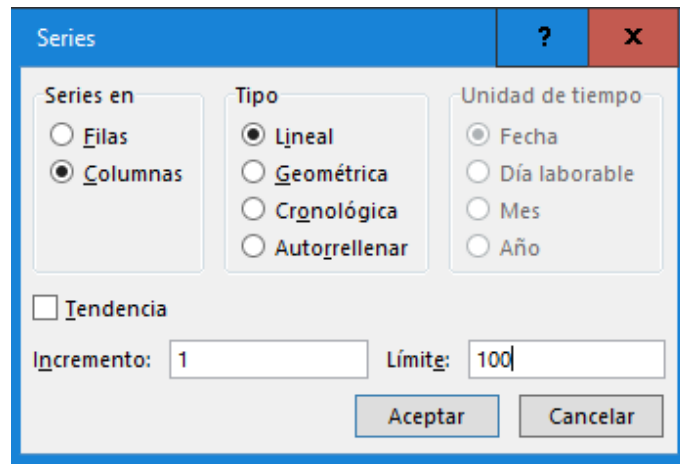 Series ? x
Series en
Filas
Columnas
Tipo
Lineal
Geométrica
Cronológica
Autorrellenar
Unidad de tiempo
Fecha
Día laborable
Mes
Año
Tendencia
Incremento: 1 Límite: 100
Aceptar Cancelar